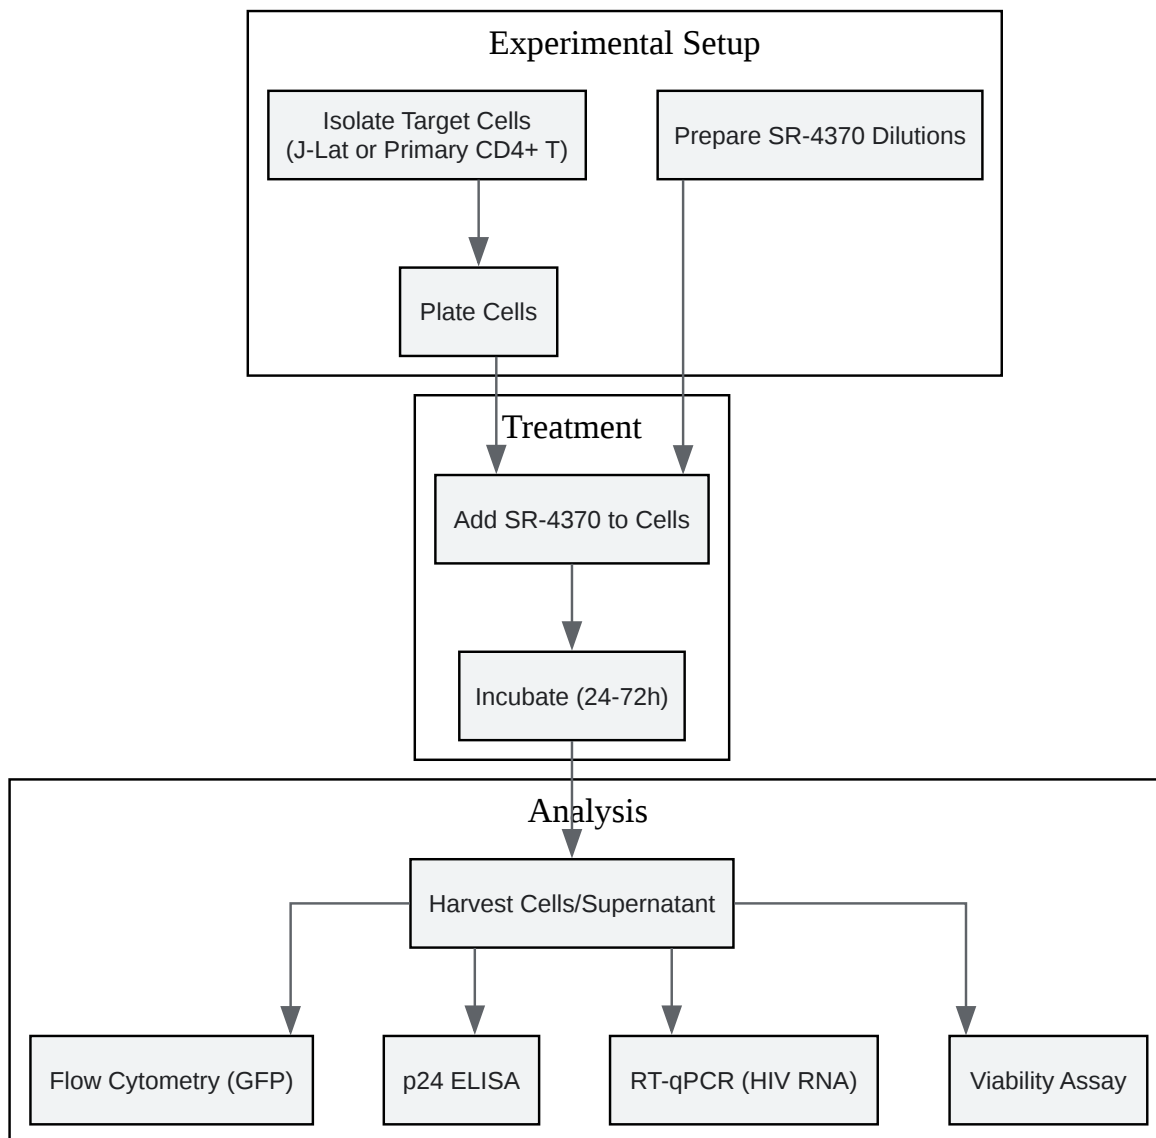 Experimental Setup
Isolate Target Cells
(J-Lat or Primary CD4+ T)
Prepare SR-4370 Dilutions
Plate Cells
Treatment
Add SR-4370 to Cells
Incubate (24-72h)
Analysis
Harvest Cells/Supernatant
Flow Cytometry (GFP)
p24 ELISA
RT-qPCR (HIV RNA)
Viability Assay